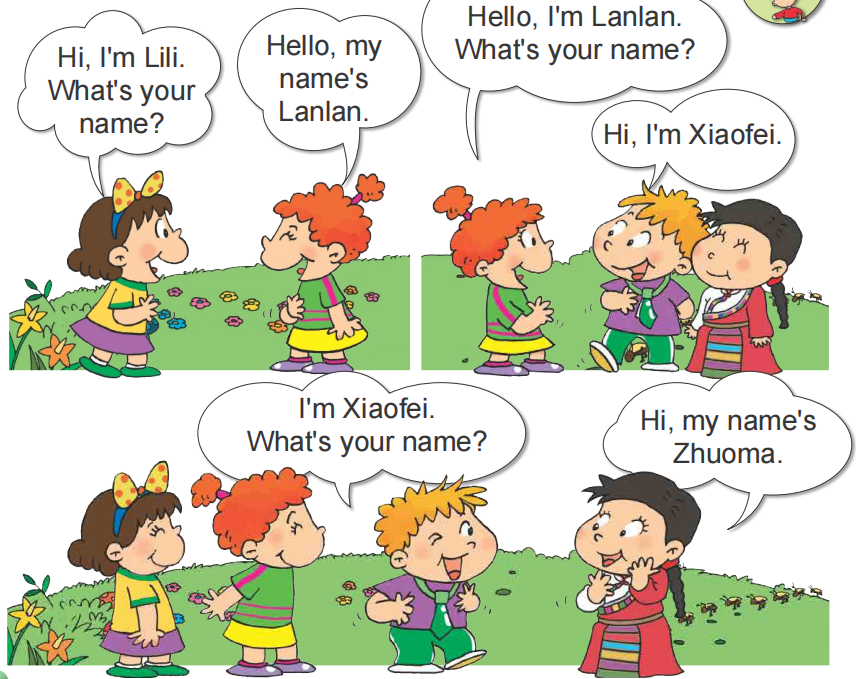 Hi, I'm Lili.
What's your
name?
Hello, my
name's
Lanlan.
Hello, I'm Lanlan.
What's your name?
Hi, I'm Xiaofei.
I'm Xiaofei.
What's your name?
Hi, my name's
Zhuoma.